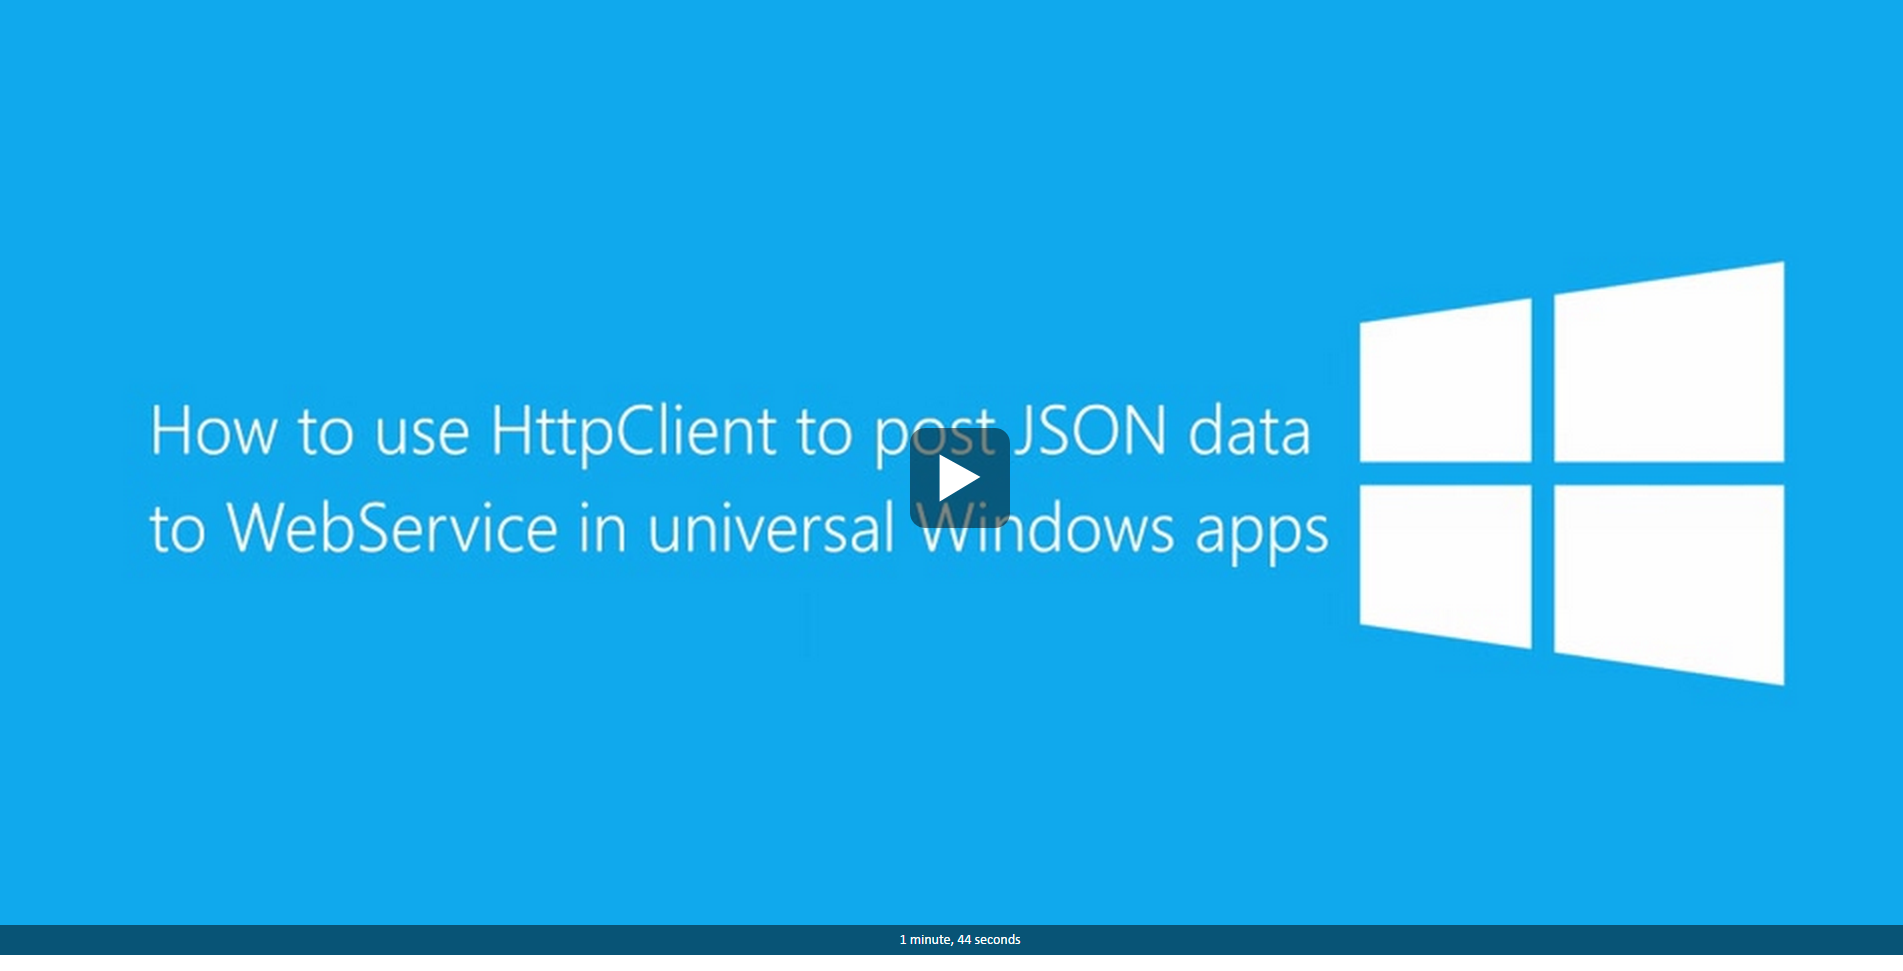 How to use HttpClient to post JSON data
to WebService in universal Windows apps
1 minute, 44 seconds